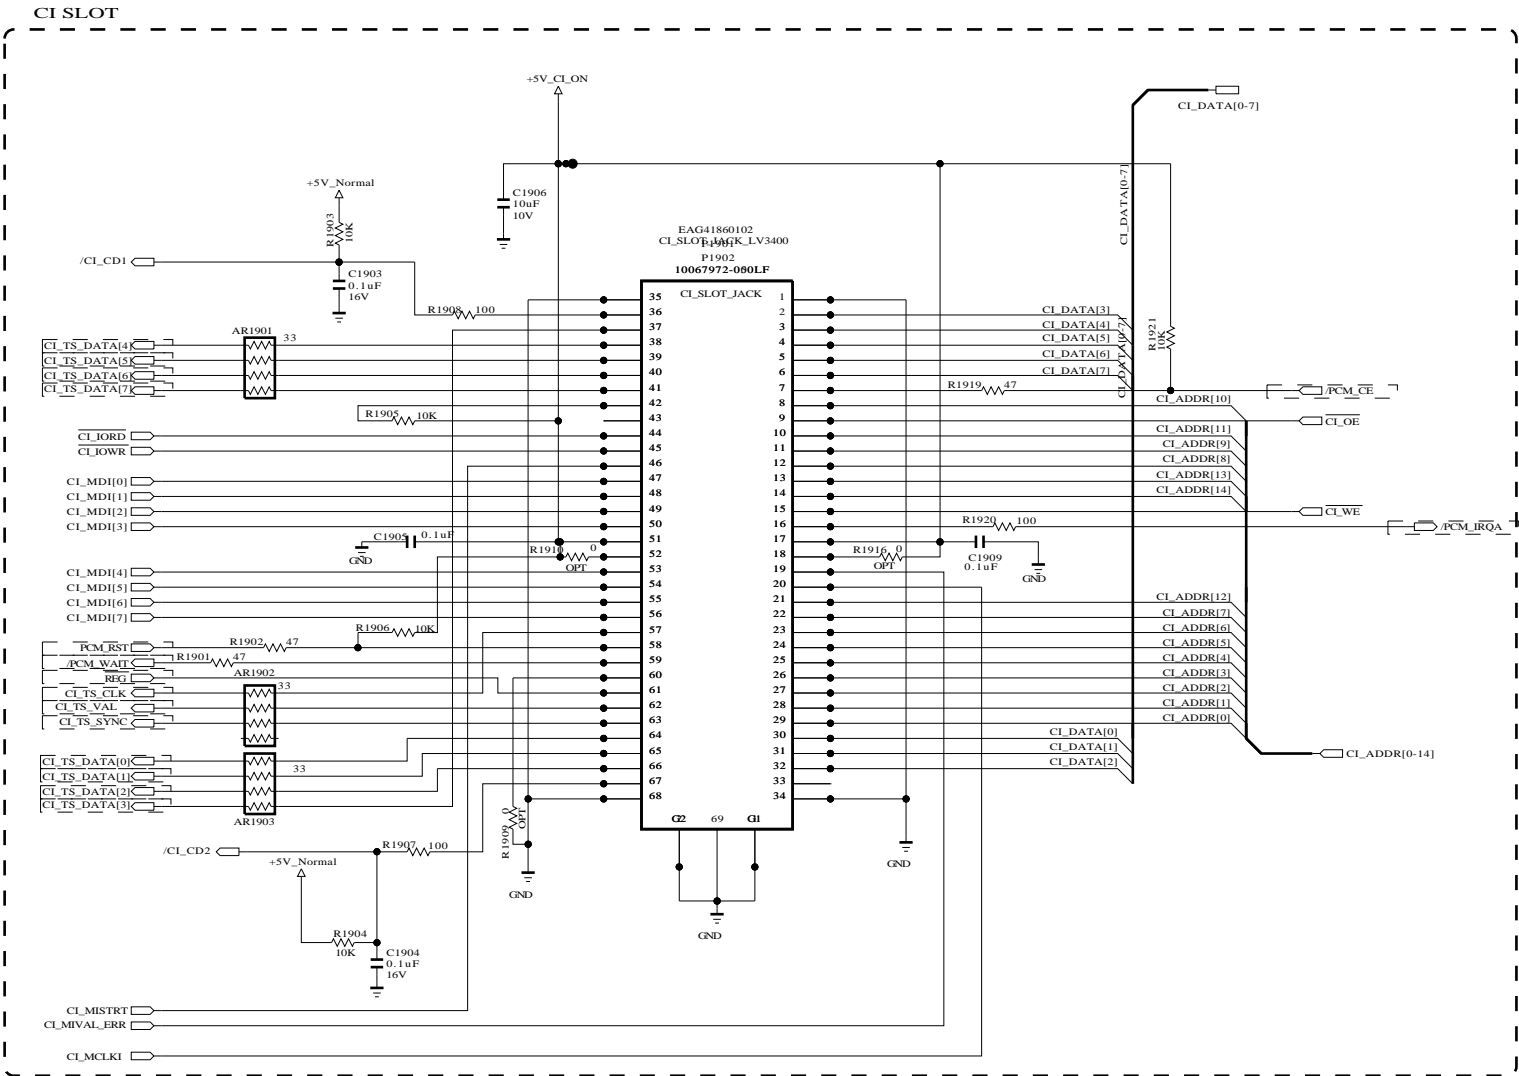 CI SLOT
+5V_CI_ON
CI_DATA[0-7]
CI_DATA[0-7]
+5V_Normal
R1903
10K
C1906
10uF
10V
/CI_CD1
C1903
0.1uF
16V
EAG41860102
CI_SLOT_JACK_LV3400
P1902
10067972-000LF
CI_SLOT_JACK
R1908 100
AR1901
33
CI_TS_DATA[4]
CI_TS_DATA[5]
CI_TS_DATA[6]
CI_TS_DATA[7]
R1905 10K
CI_IORD
CI_IOWR
CI_MDI[0]
CI_MDI[1]
CI_MDI[2]
CI_MDI[3]
C1905 0.1uF
GND
R1910 0
OPT
CI_MDI[4]
CI_MDI[5]
CI_MDI[6]
CI_MDI[7]
R1906 10K
PCM_RST
R1902 47
/PCM_WAIT
R1901 47
REG
AR1902
33
CI_TS_CLK
CI_TS_VAL
CI_TS_SYNC
CI_TS_DATA[0]
CI_TS_DATA[1]
33
CI_TS_DATA[2]
CI_TS_DATA[3]
AR1903
35 1
36 2
37 3
38 4
39 5
40 6
41 7
42 8
43 9
44 10
45 11
46 12
47 13
48 14
49 15
50 16
51 17
52 18
53 19
54 20
55 21
56 22
57 23
58 24
59 25
60 26
61 27
62 28
63 29
64 30
65 31
66 32
67 33
68 34
G2 69 G1
CI_DATA[3]
CI_DATA[4]
CI_DATA[5]
CI_DATA[6]
CI_DATA[7]
CI_DATA[0-7]
R1921
10K
R1919 47
/PCM_CE
CI_ADDR[10]
CI_OE
CI_ADDR[11]
CI_ADDR[9]
CI_ADDR[8]
CI_ADDR[13]
CI_ADDR[14]
CI_WE
R1920 100
/PCM_IRQA
R1916 0
OPT
C1909
0.1uF
GND
CI_ADDR[12]
CI_ADDR[7]
CI_ADDR[6]
CI_ADDR[5]
CI_ADDR[4]
CI_ADDR[3]
CI_ADDR[2]
CI_ADDR[1]
CI_ADDR[0]
CI_DATA[0]
CI_DATA[1]
CI_DATA[2]
CI_ADDR[0-14]
R1909 0
OPT
GND
GND
GND
/CI_CD2
R1907 100
+5V_Normal
R1904
10K
C1904
0.1uF
16V
CI_MISTRT
CI_MIVAL_ERR
CI_MCLKI